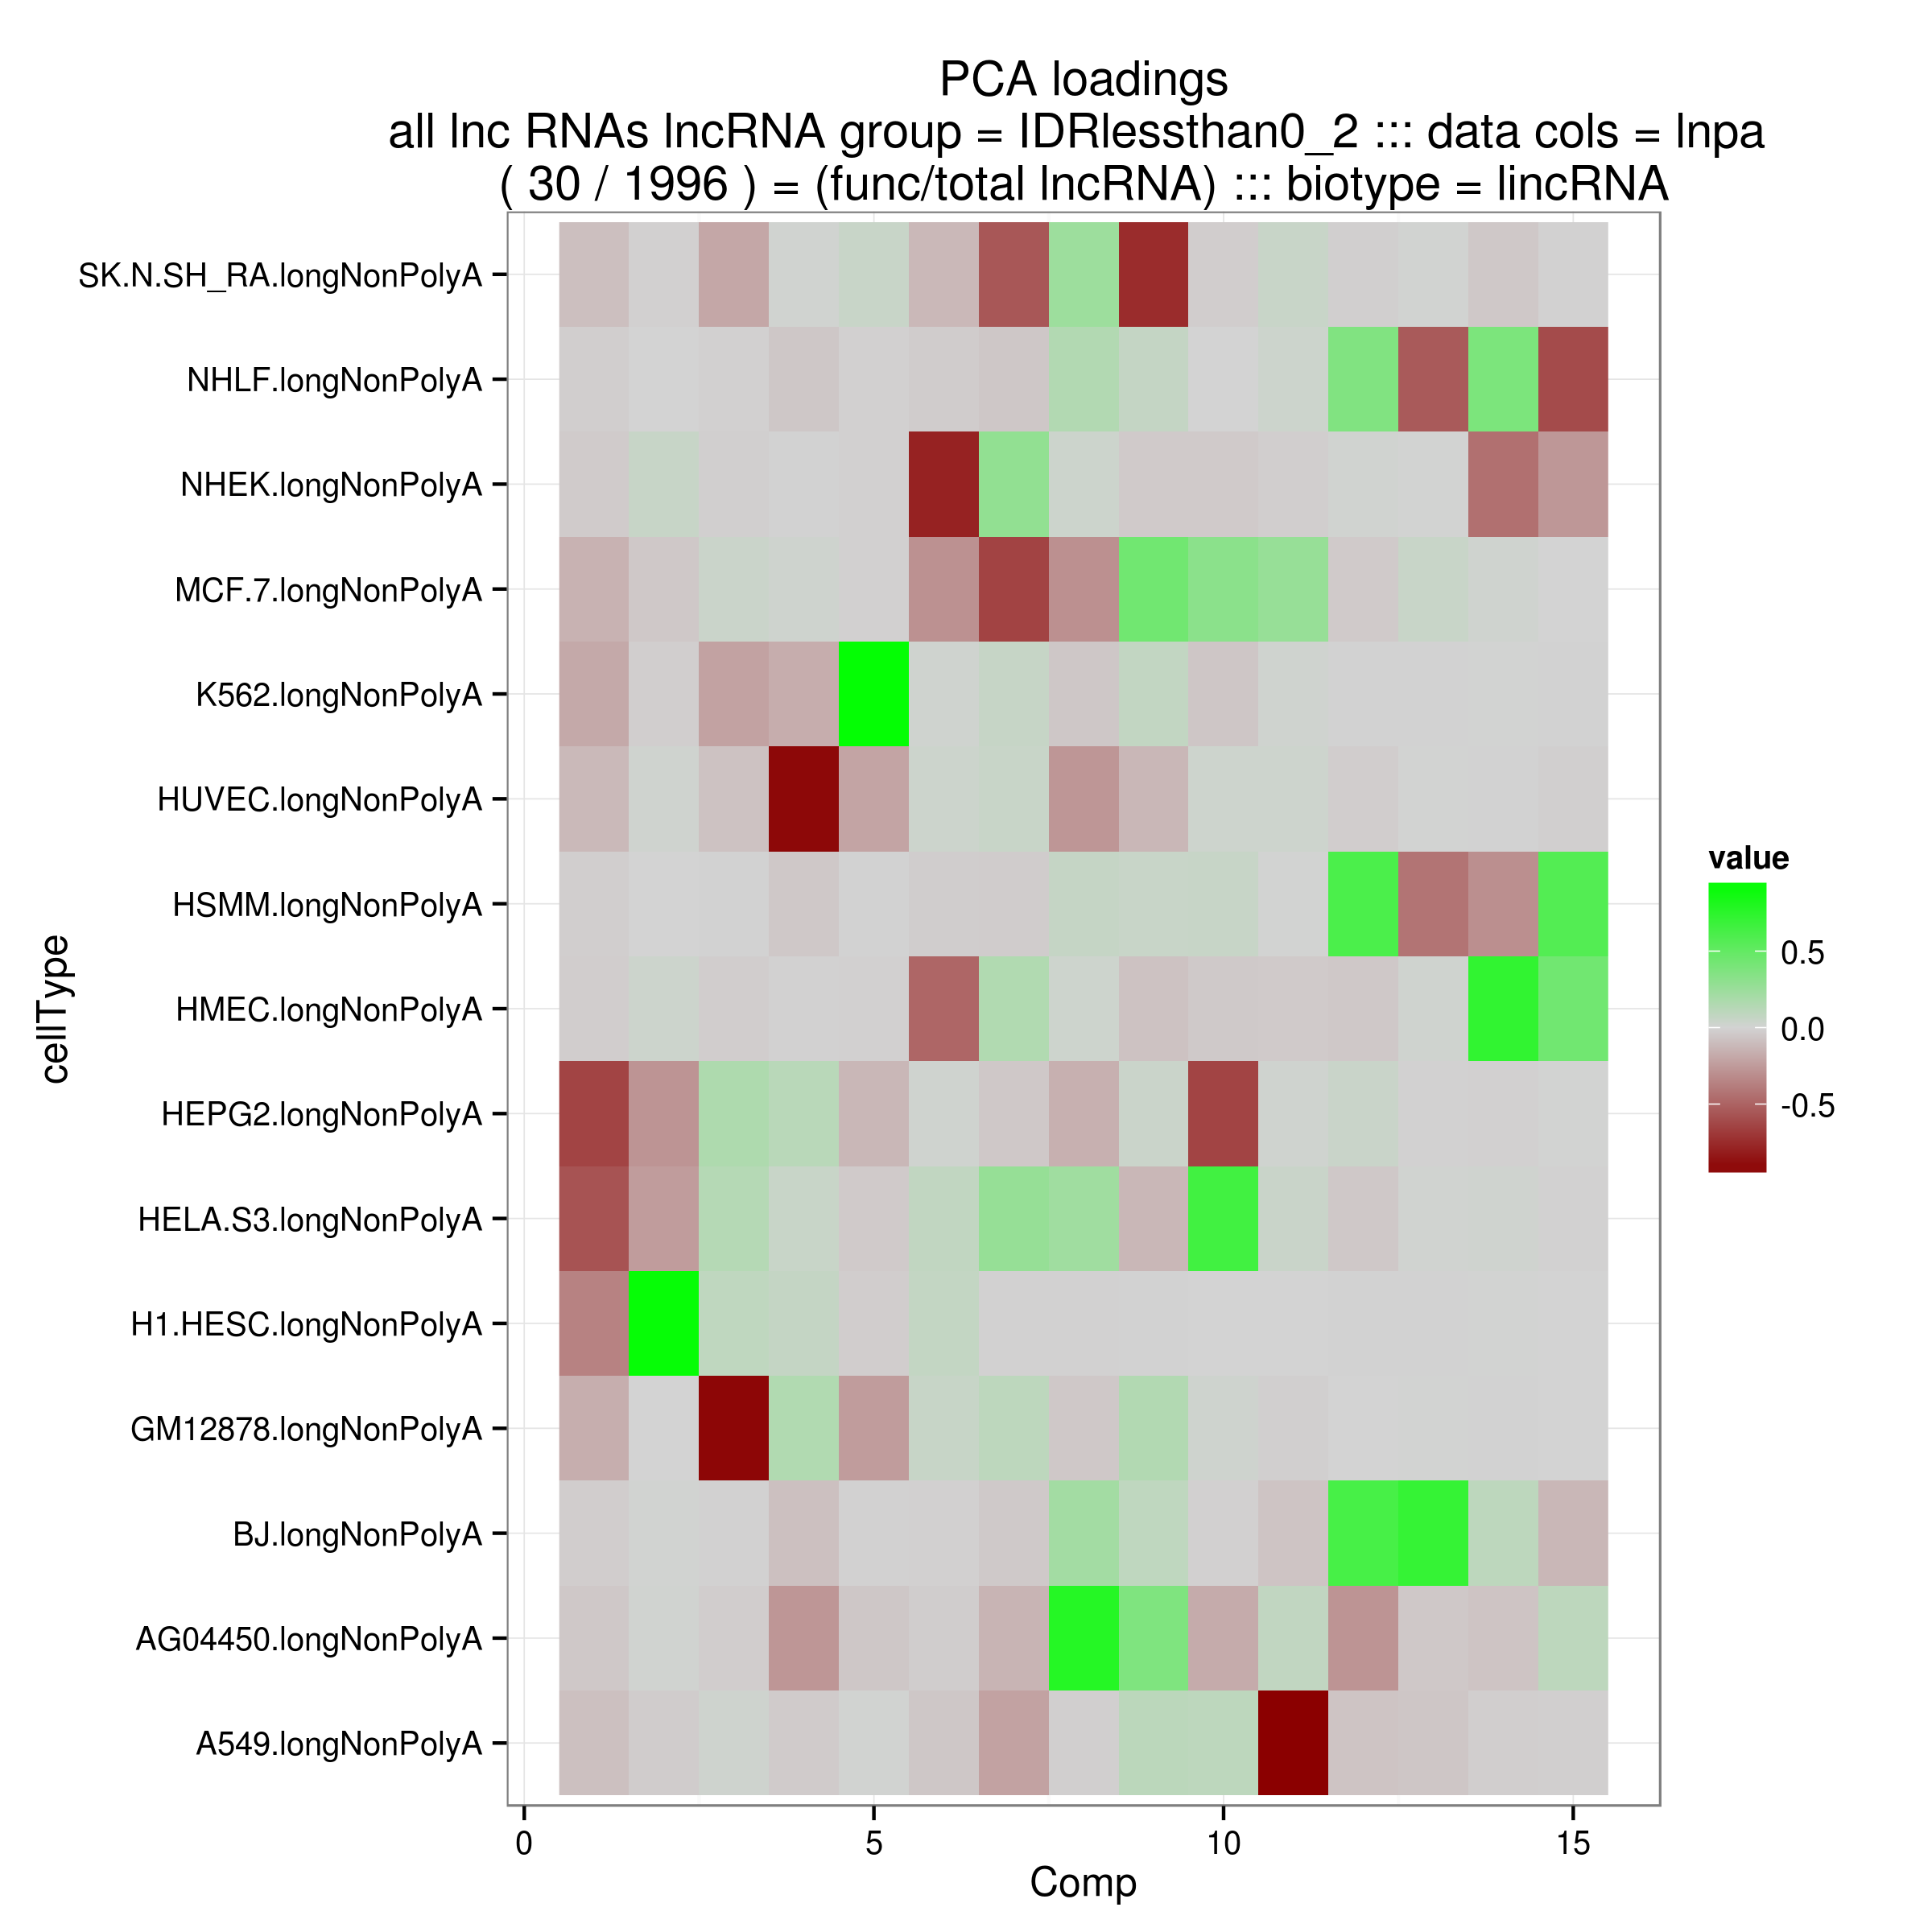 PCA loadings
all lnc RNAs lncRNA group = IDRlessthan0_2 ::: data cols = lnpa
( 30 / 1996 ) = (func/total lncRNA) ::: biotype = lincRNA
cellType
SK.N.SH_RA.longNonPolyA
NHLF.longNonPolyA
NHEK.longNonPolyA
MCF.7.longNonPolyA
K562.longNonPolyA
HUVEC.longNonPolyA
HSMM.longNonPolyA
HMEC.longNonPolyA
HEPG2.longNonPolyA
HELA.S3.longNonPolyA
H1.HESC.longNonPolyA
GM12878.longNonPolyA
BJ.longNonPolyA
AG04450.longNonPolyA
A549.longNonPolyA
0 5 10 15
Comp
value
0.5
0.0
-0.5